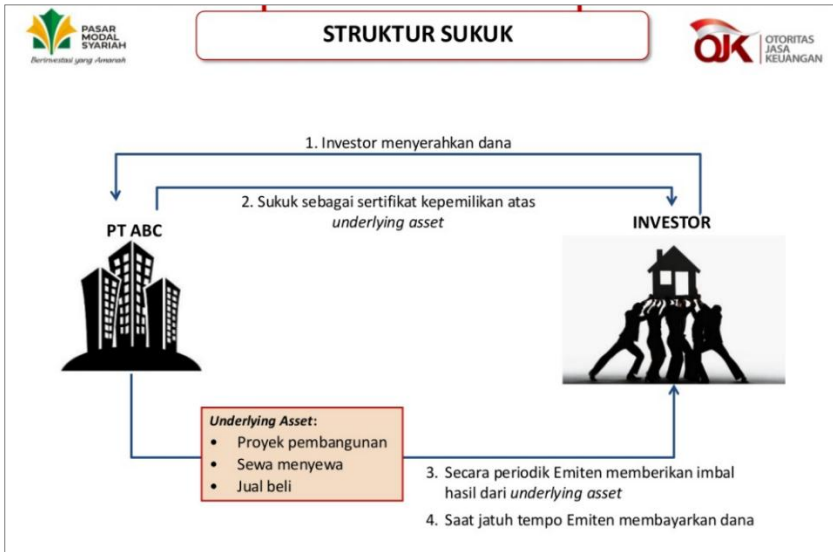 PASAR
MODAL
SYARIAH
Berinvestasi yang Amanah
STRUKTUR SUKUK
OJK
OTORITAS
JASA
KEUANGAN
1. Investor menyerahkan dana
2. Sukuk sebagai sertifikat kepemilikan atas
underlying asset
PT ABC
INVESTOR
Underlying Asset:
• Proyek pembangunan
• Sewa menyewa
• Jual beli
3. Secara periodik Emiten memberikan imbal
hasil dari underlying asset
4. Saat jatuh tempo Emiten membayarkan dana